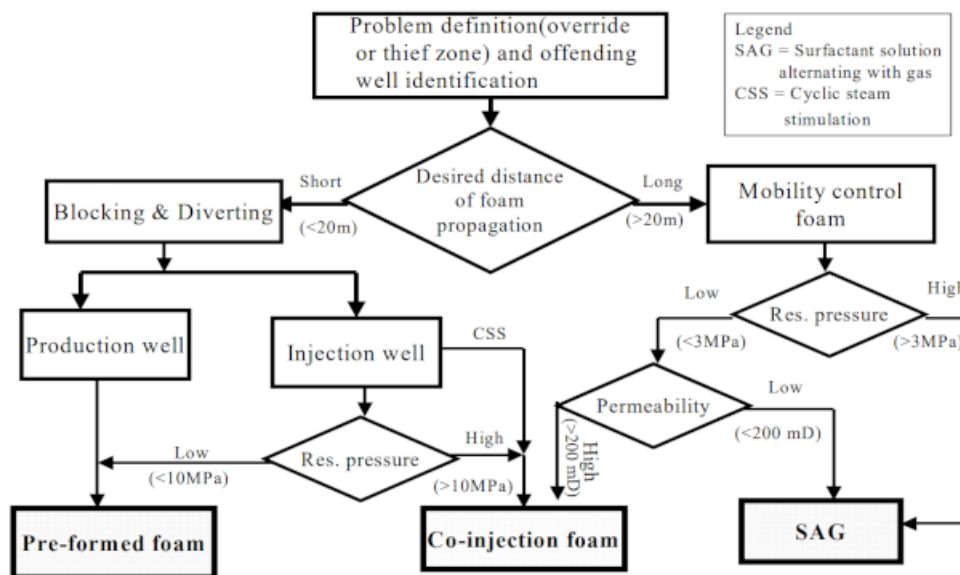 Problem definition(override
or thief zone) and offending
well identification
Legend
SAG = Surfactant solution
alternating with gas
CSS = Cyclic steam
stimulation
Desired distance
of foam
propagation
Short
(<20m)
Long
(>20m)
Blocking & Diverting
Mobility control
foam
Production well
Injection well
CSS
Res. pressure
Low
(<10MPa)
High
(>10MPa)
Res. pressure
Low
(<3MPa)
High
(>3MPa)
Permeability
High
(>200 mD)
Low
(<200 mD)
Pre-formed foam
Co-injection foam
SAG